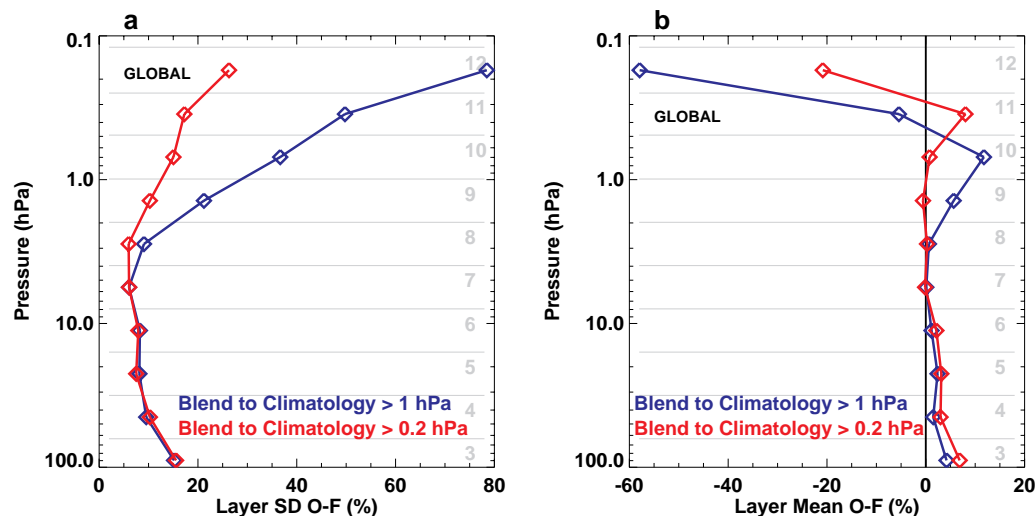 a
b
0.1
1.0
10.0
100.0
Pressure (hPa)
GLOBAL
12
11
10
9
8
7
6
5
4
3
Blend to Climatology > 1 hPa
Blend to Climatology > 0.2 hPa
0 20 40 60 80
Layer SD O-F (%)
0.1
1.0
10.0
100.0
Pressure (hPa)
GLOBAL
12
11
10
9
8
7
6
5
4
3
Blend to Climatology > 1 hPa
Blend to Climatology > 0.2 hPa
-60 -40 -20 0 20
Layer Mean O-F (%)